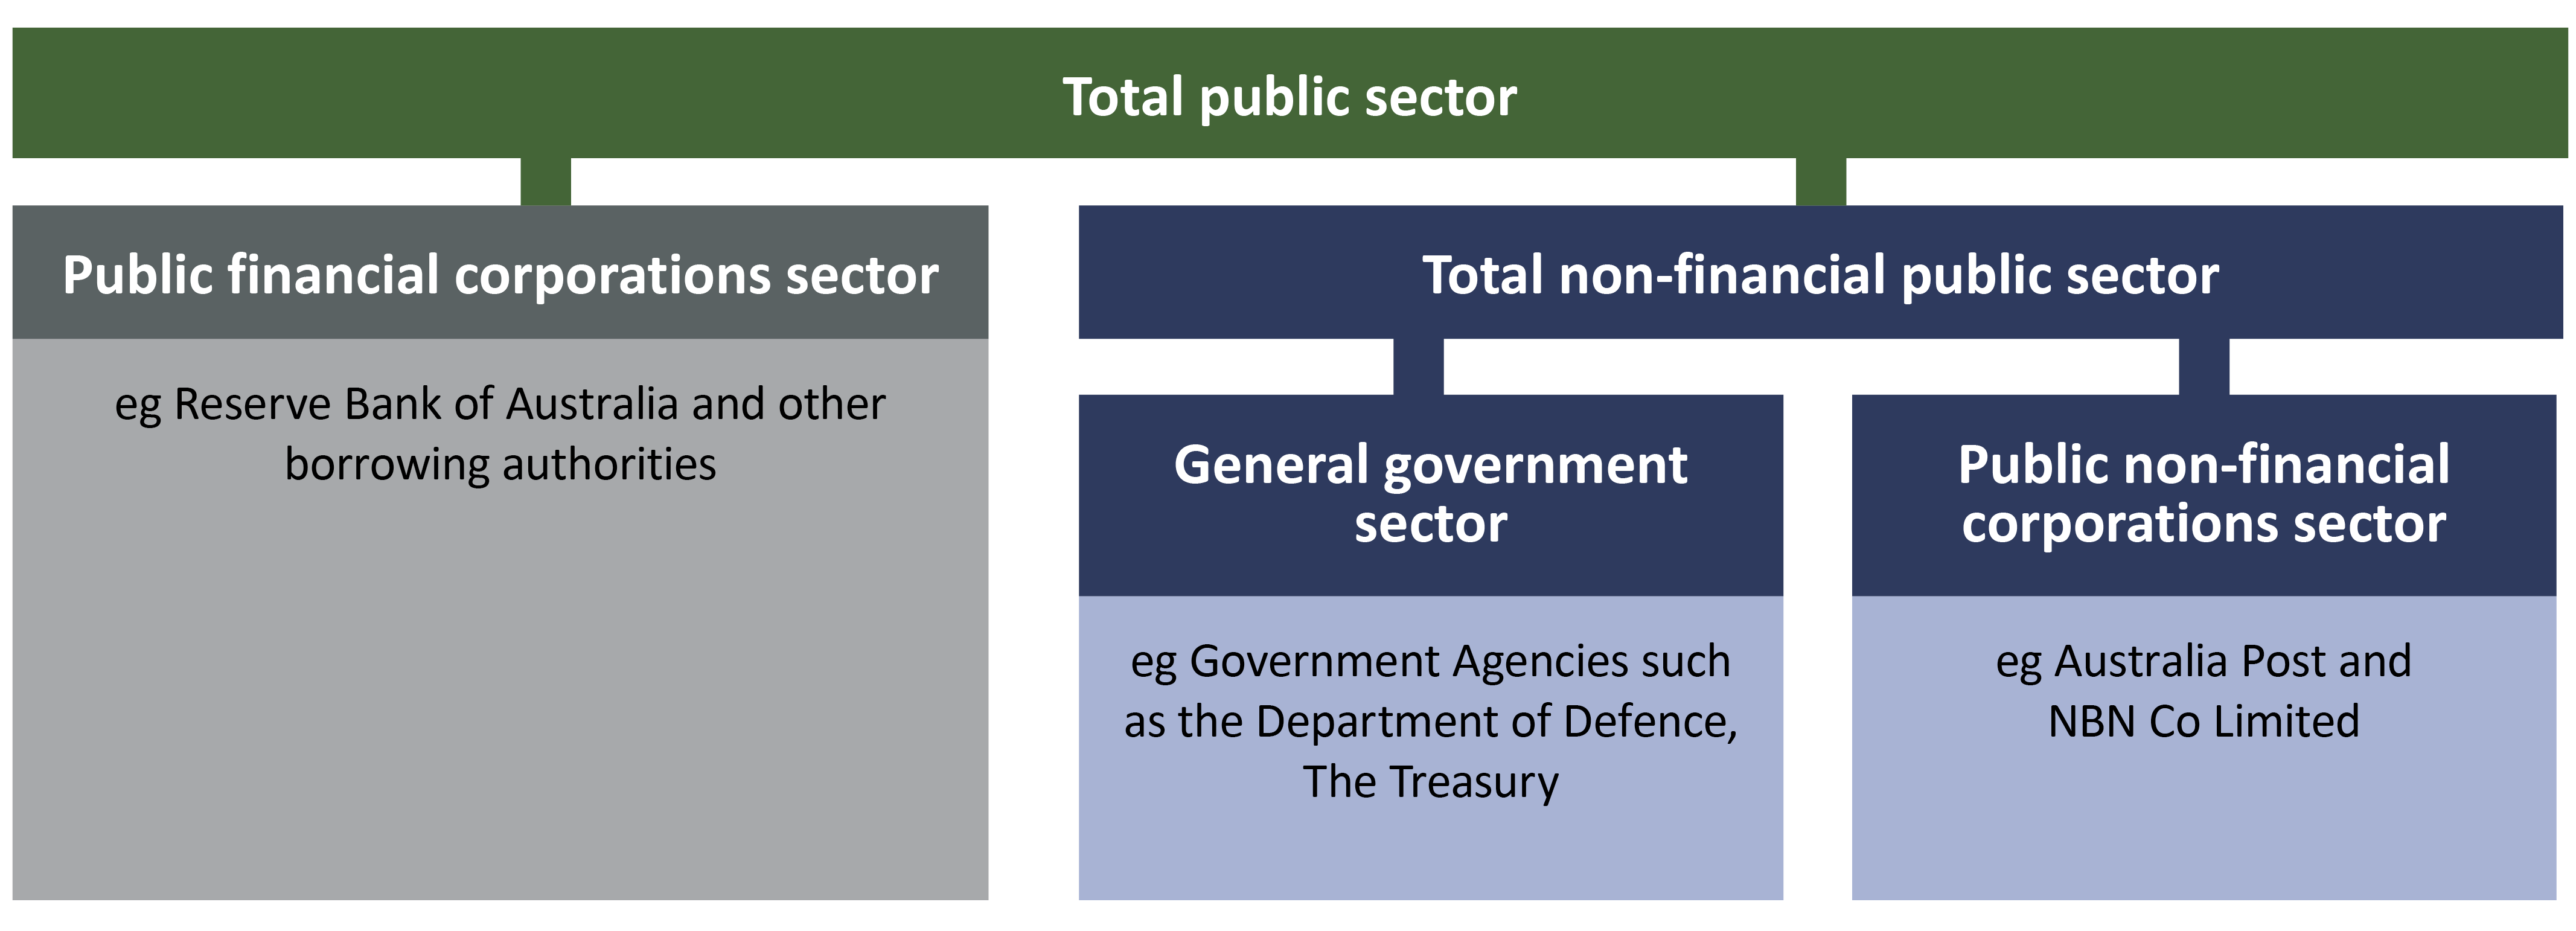 Total public sector
Public financial corporations sector
eg Reserve Bank of Australia and other
borrowing authorities
Total non-financial public sector
General government
sector
eg Government Agencies such
as the Department of Defence,
The Treasury
Public non-financial
corporations sector
eg Australia Post and
NBN Co Limited